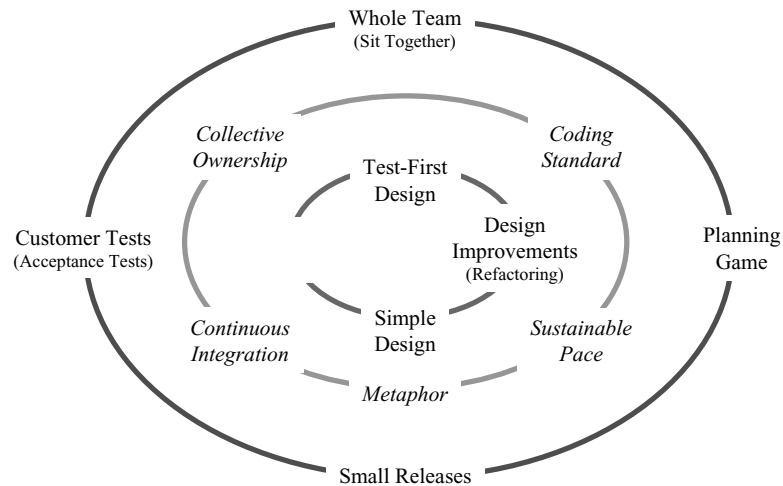 Whole Team
(Sit Together)
Collective
Ownership
Coding
Standard
Test-First
Design
Customer Tests
(Acceptance Tests)
Design
Improvements
(Refactoring)
Planning
Game
Continuous
Integration
Simple
Design
Sustainable
Pace
Metaphor
Small Releases